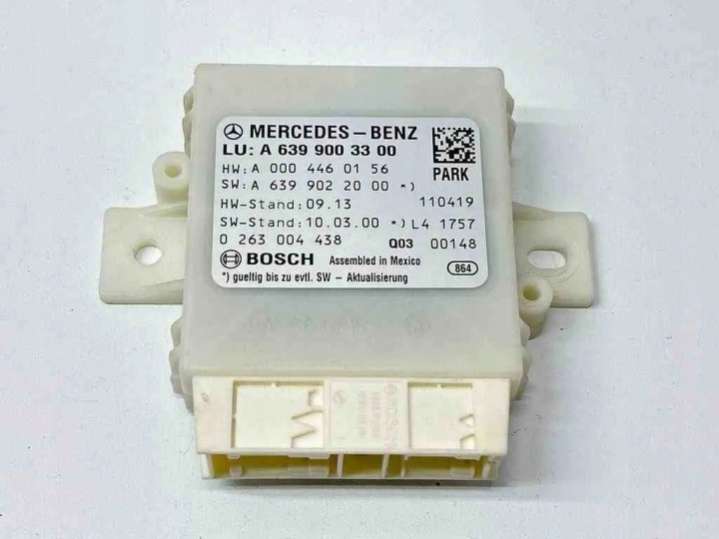 MERCEDES-BENZ
LU: A 639 900 33 00
HW: A 000 446 01 56
SW: A 639 902 20 00 *)
PARK
HW-Stand: 09.13 110419
SW-Stand: 10.03.00 *) L4 1757
0 263 004 438 Q03 00148
BOSCH Assembled in Mexico
*) gueltig bis zu evtl. SW - Aktualisierung
864